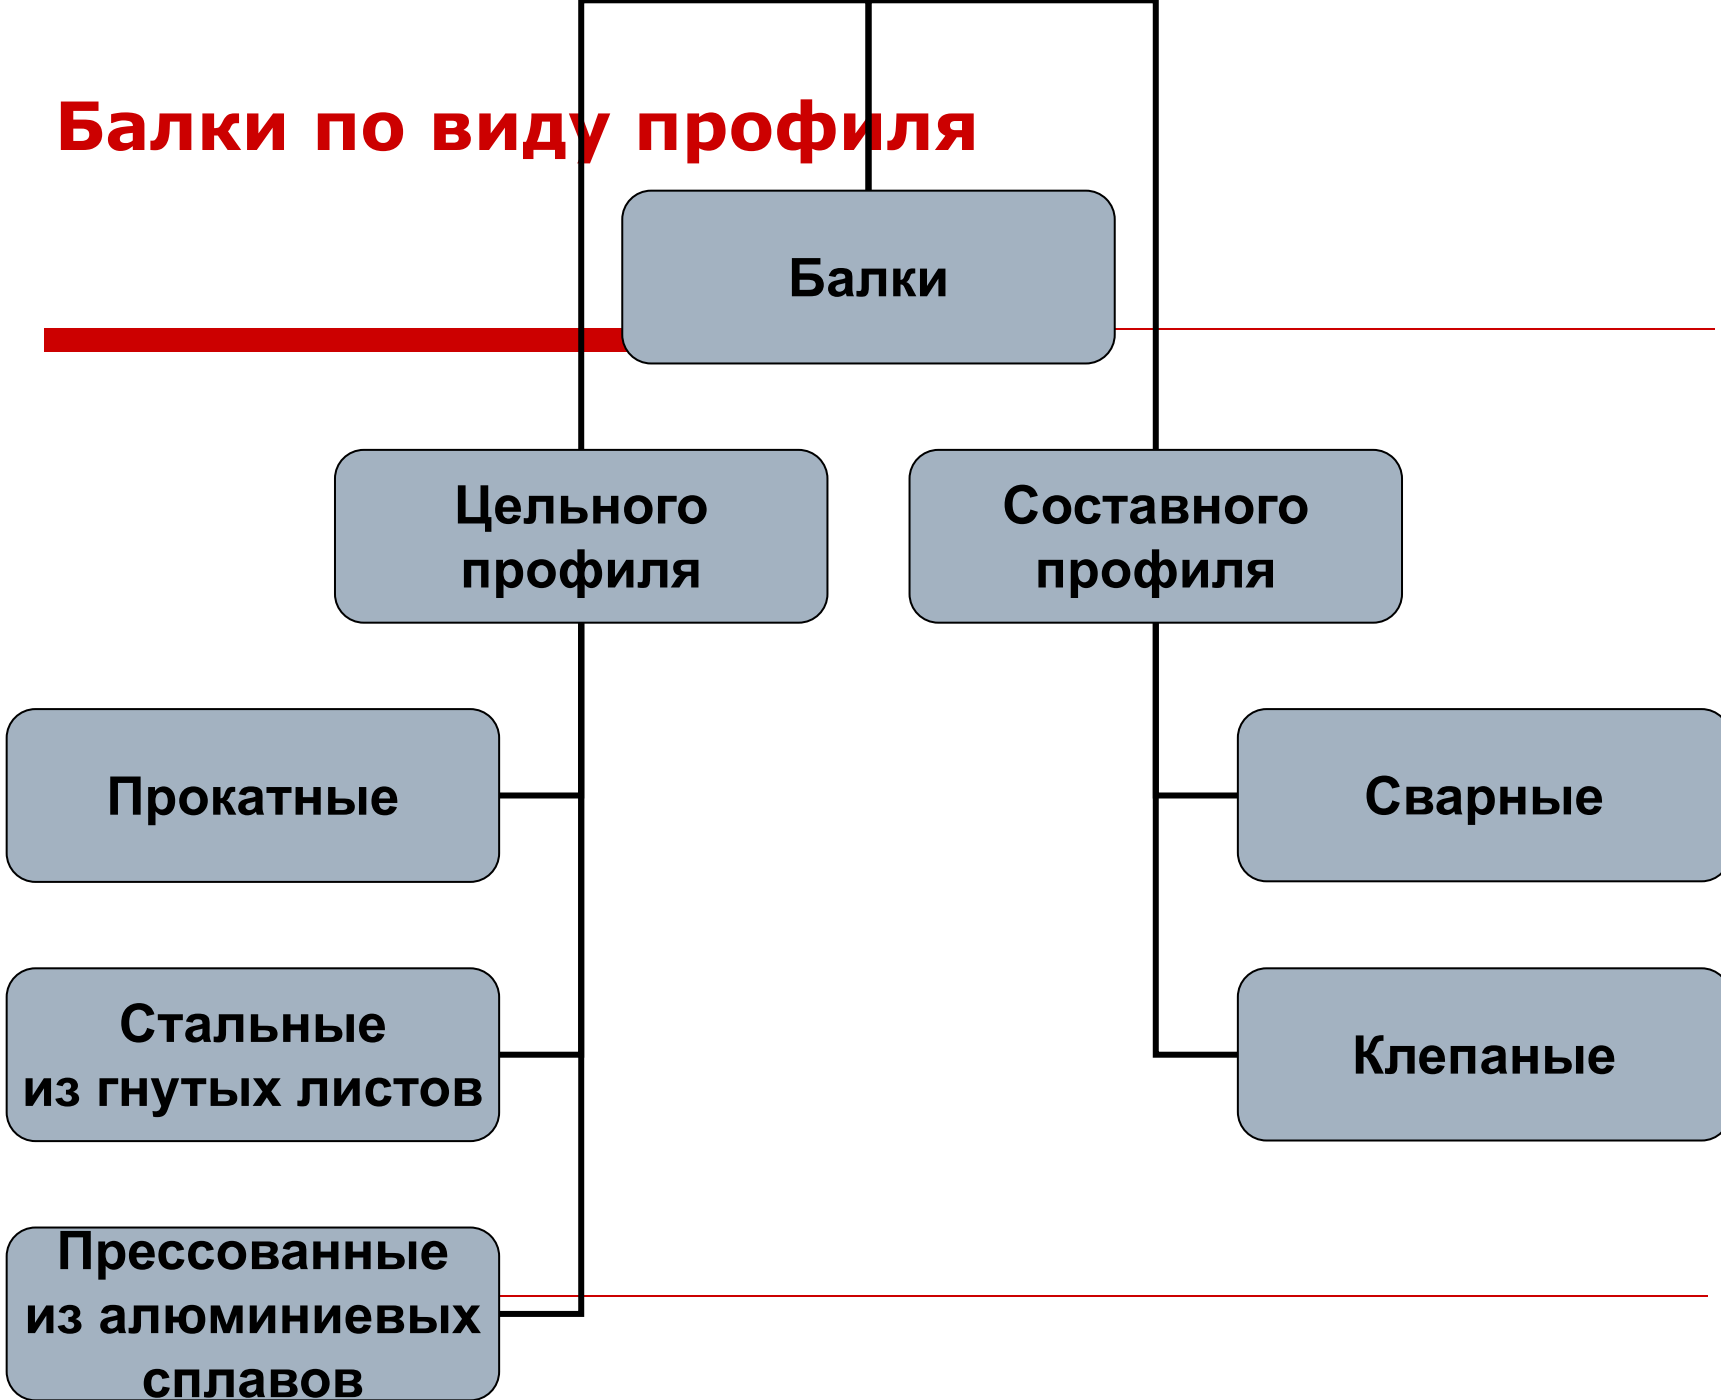 Балки по виду профиля
Балки
Цельного
профиля
Составного
профиля
Прокатные
Сварные
Стальные
из гнутых листов
Клепаные
Прессованные
из алюминиевых
сплавов